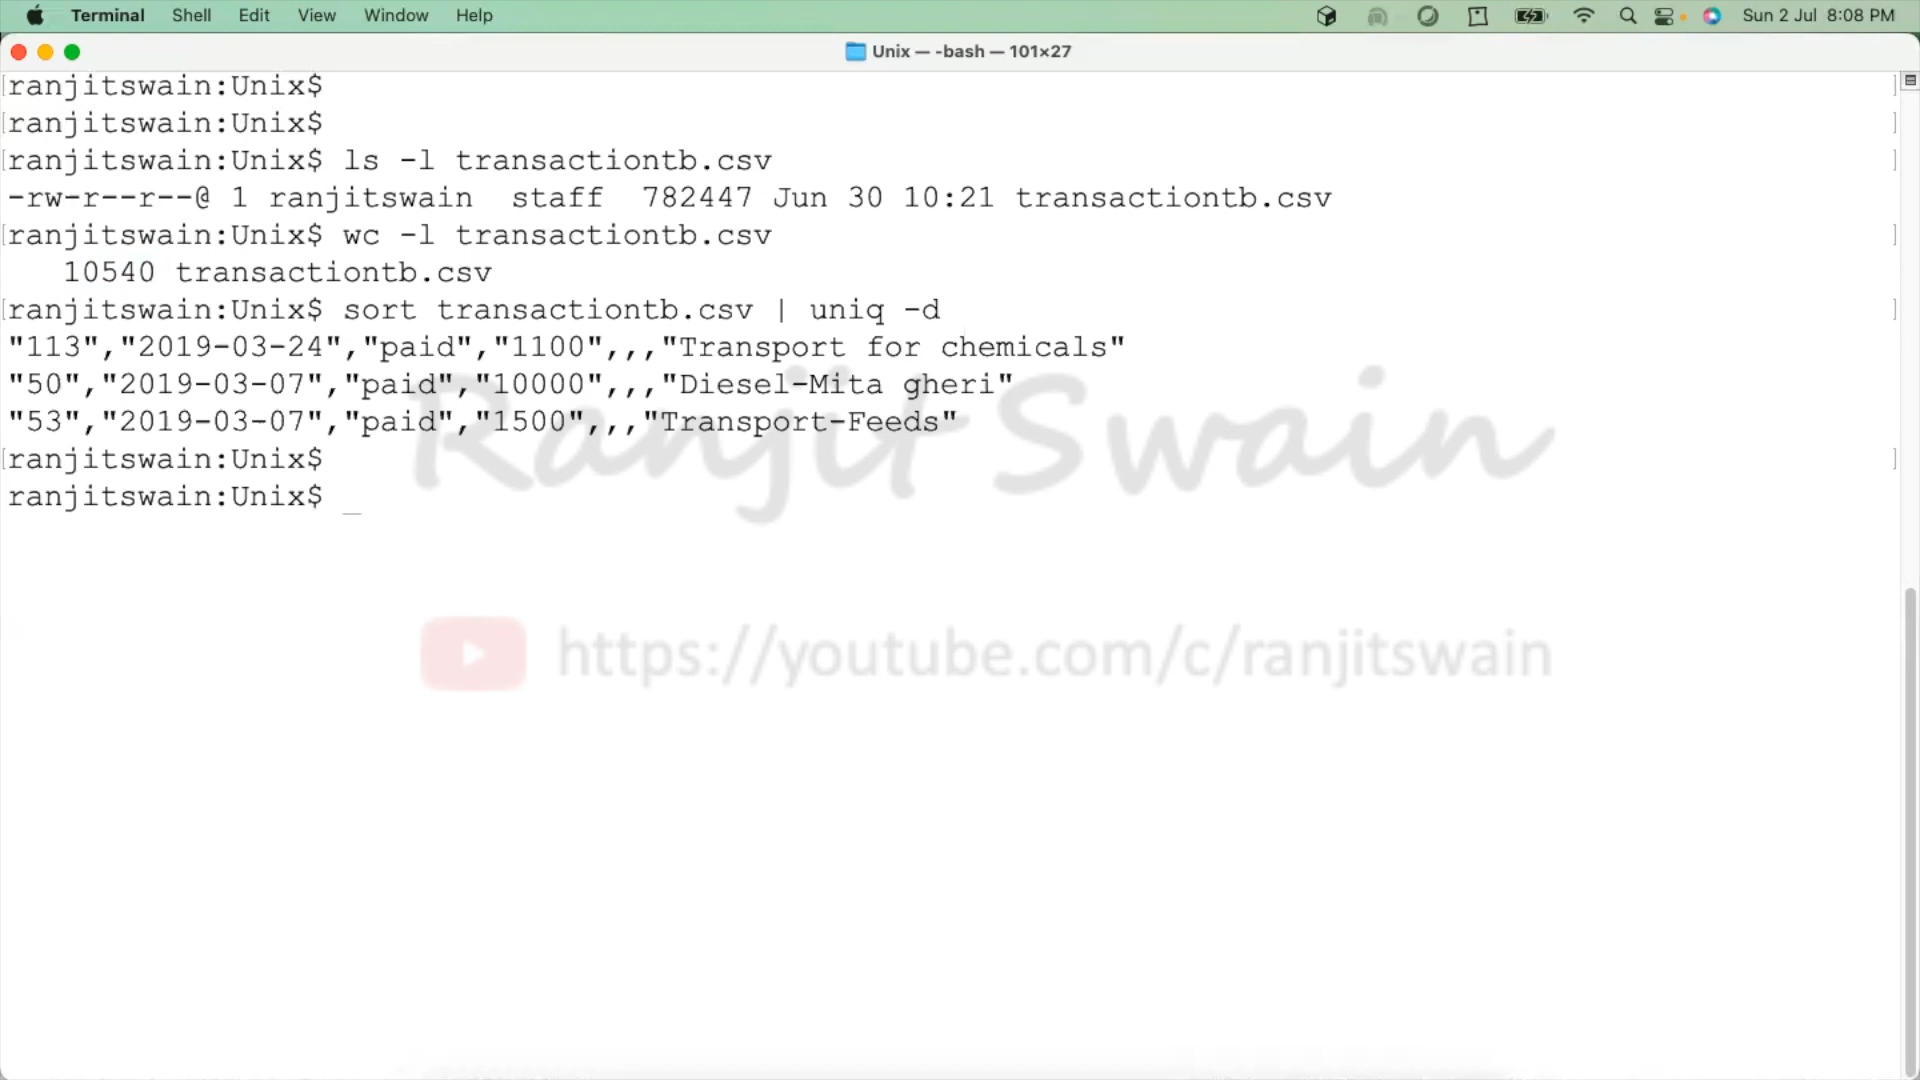 Terminal Shell Edit View Window Help Sun 2 Jul 8:08 PM
Unix — -bash — 101×27
ranjitswain:Unix$
ranjitswain:Unix$
ranjitswain:Unix$ ls -l transactiontb.csv
-rw-r--r--@ 1 ranjitswain  staff  782447 Jun 30 10:21 transactiontb.csv
ranjitswain:Unix$ wc -l transactiontb.csv
   10540 transactiontb.csv
ranjitswain:Unix$ sort transactiontb.csv | uniq -d
"113","2019-03-24","paid","1100",,,"Transport for chemicals"
"50","2019-03-07","paid","10000",,,"Diesel-Mita gheri"
"53","2019-03-07","paid","1500",,,"Transport-Feeds"
ranjitswain:Unix$
ranjitswain:Unix$ _
Ranjit Swain
https://youtube.com/c/ranjitswain